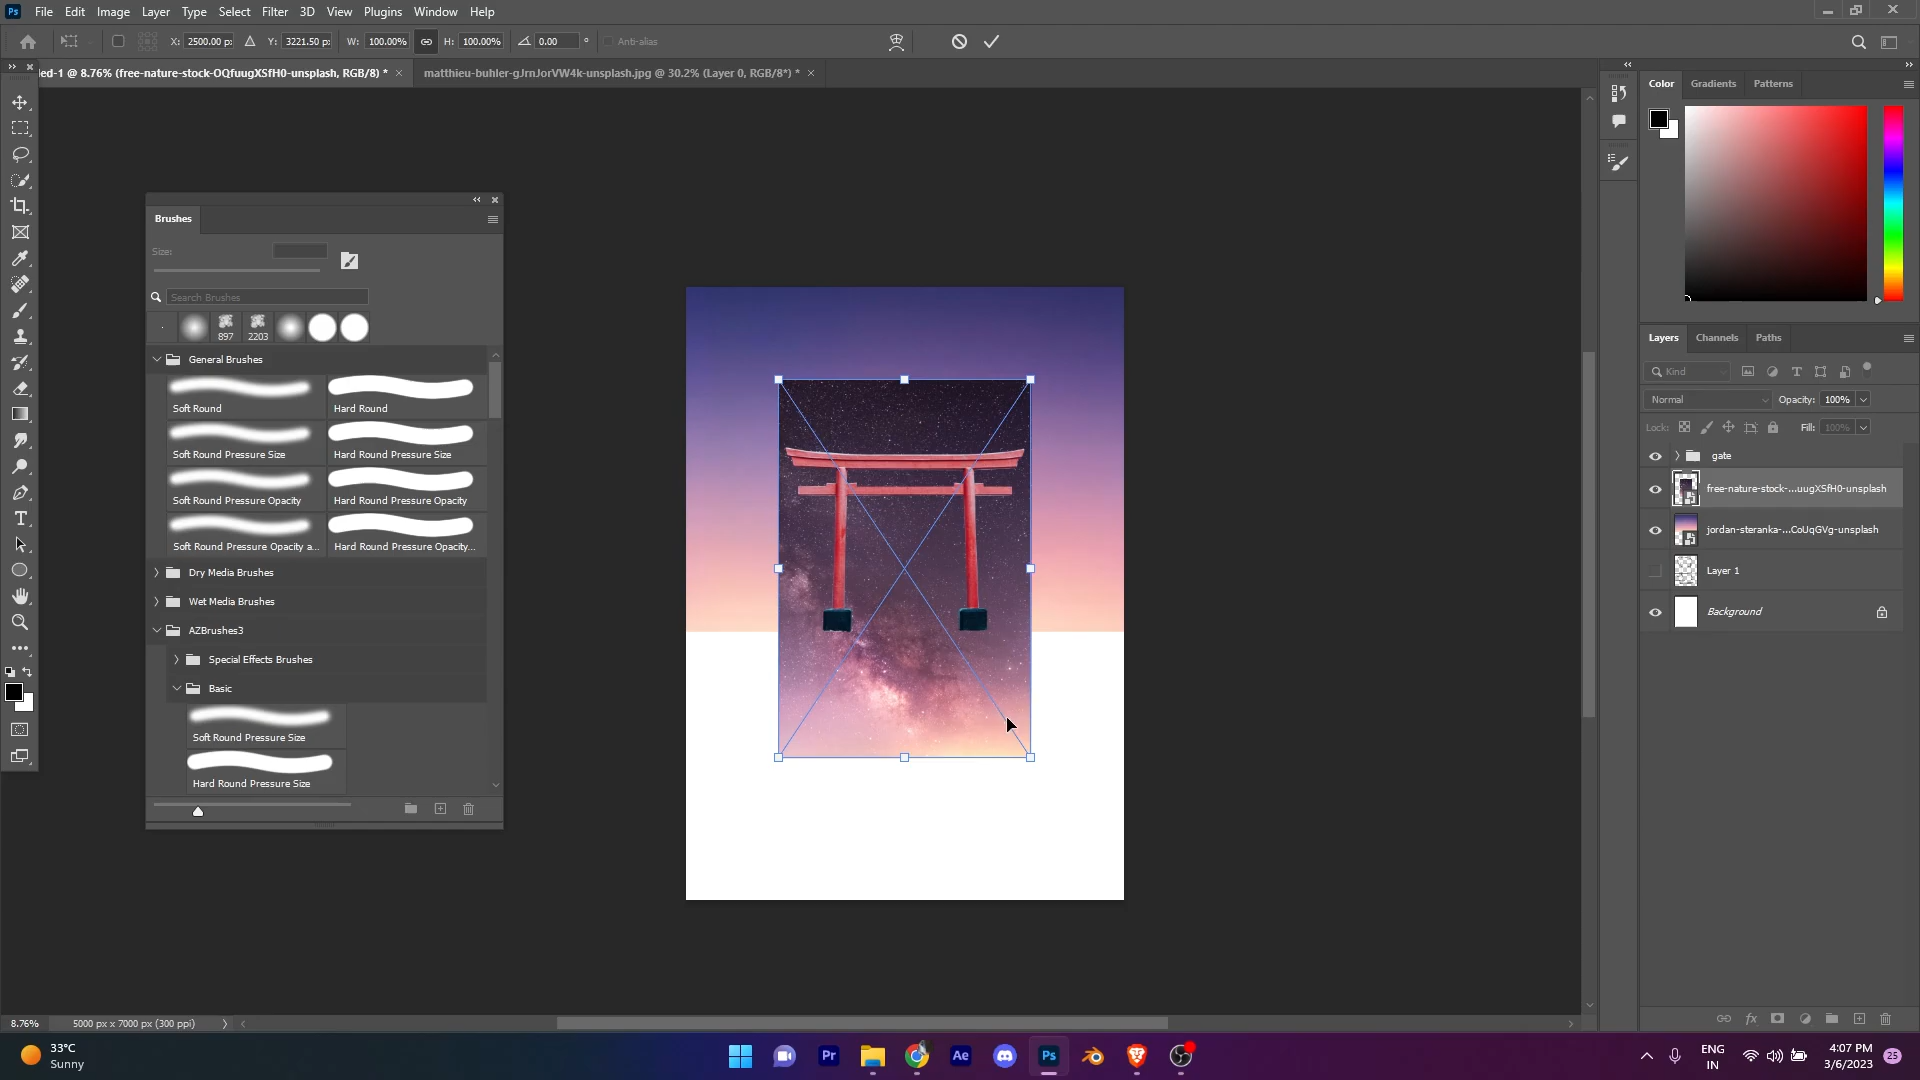 Ps File Edit Image Layer Type Select Filter 3D View Plugins Window Help
X: 2500.00 p: Y: 3221.50 p: W: 100.00% H: 100.00% 0.00 ° Anti-alias
led-1 @ 8.76% (free-nature-stock-OQfuugXSfH0-unsplash, RGB/8) * matthieu-buhler-gJrnJorVW4k-unsplash.jpg @ 30.2% (Layer 0, RGB/8*) *
Color Gradients Patterns
Brushes
Size:
Search Brushes
897 2203
General Brushes
Soft Round Hard Round
Soft Round Pressure Size Hard Round Pressure Size
Soft Round Pressure Opacity Hard Round Pressure Opacity
Soft Round Pressure Opacity a... Hard Round Pressure Opacity...
Dry Media Brushes
Wet Media Brushes
AZBrushes3
Special Effects Brushes
Basic
Soft Round Pressure Size
Hard Round Pressure Size
Layers Channels Paths
Kind
Normal Opacity: 100%
Lock: Fill: 100%
gate
free-nature-stock-...uugXSfH0-unsplash
jordan-steranka-...CoUqGVg-unsplash
Layer 1
Background
8.76% 5000 px x 7000 px (300 ppi)
33°C
Sunny
Pr Ae Ps
ENG
IN
4:07 PM
3/6/2023
25